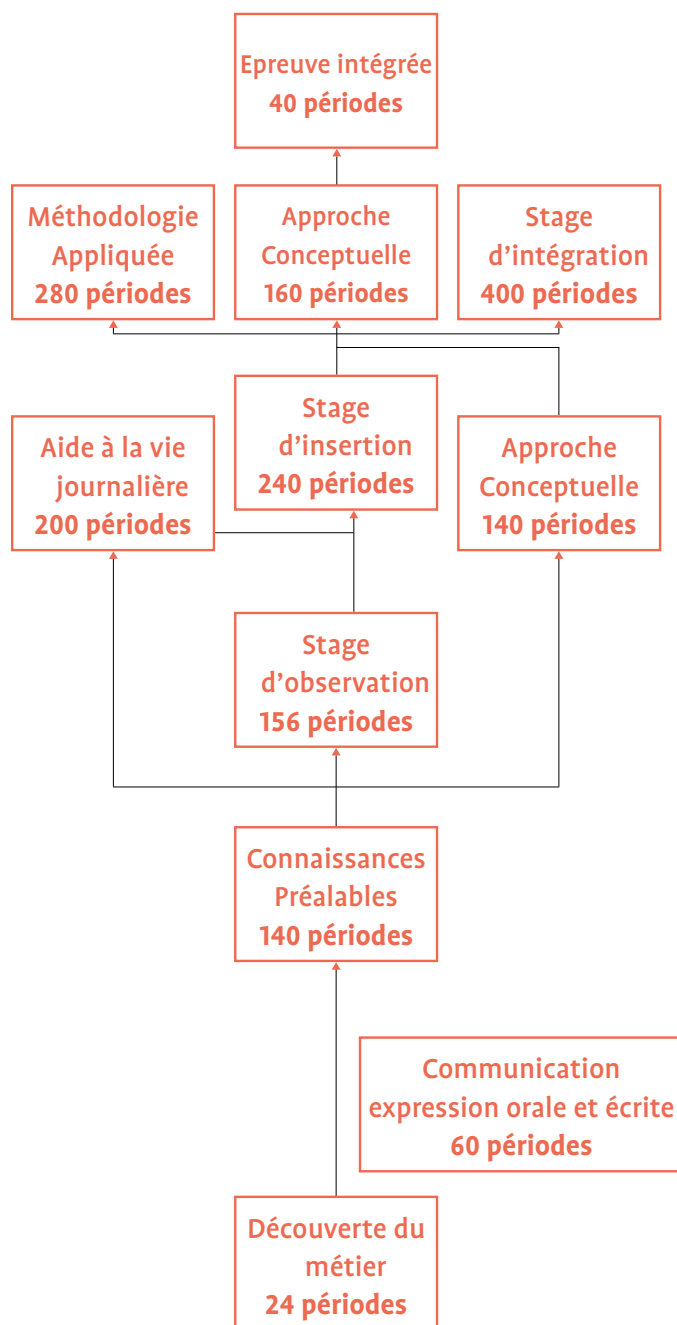 Epreuve intégrée
40 périodes
Méthodologie
Appliquée
280 périodes
Approche
Conceptuelle
160 périodes
Stage
d'intégration
400 périodes
Stage
d'insertion
240 périodes
Aide à la vie
journalière
200 périodes
Approche
Conceptuelle
140 périodes
Stage
d'observation
156 périodes
Connaissances
Préalables
140 périodes
Communication
expression orale et écrite
60 périodes
Découverte du
métier
24 périodes